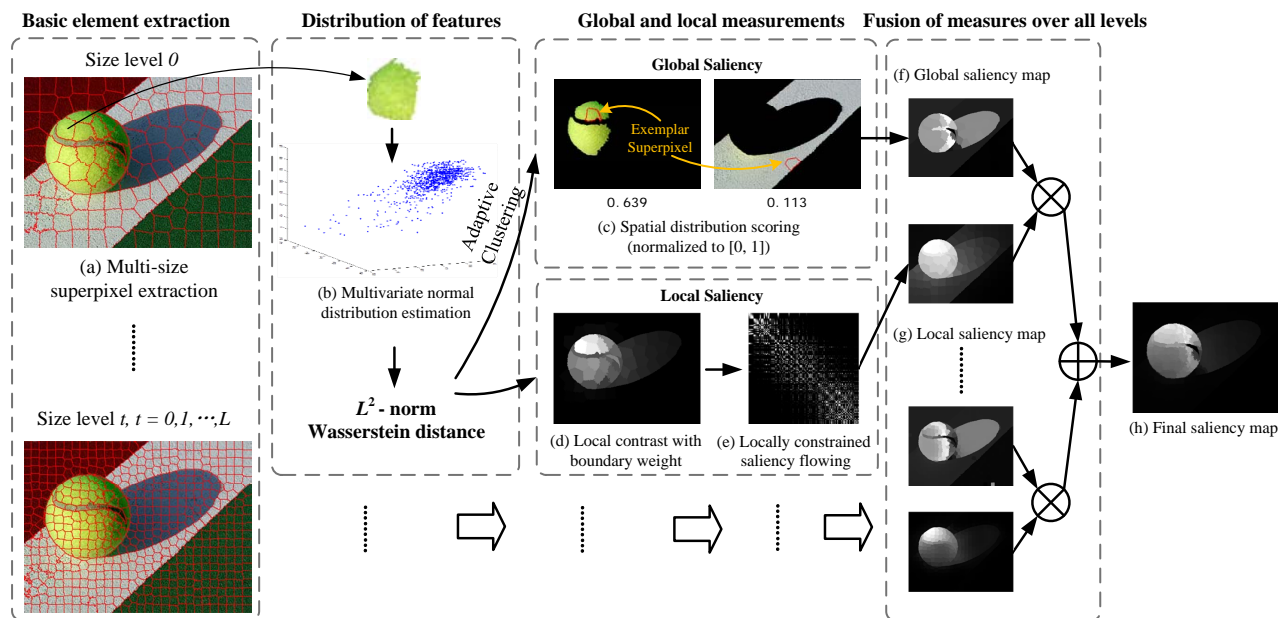 Basic element extraction
Distribution of features
Global and local measurements
Fusion of measures over all levels
Size level 0
(a) Multi-size
superpixel extraction
Size level t, t = 0,1,⋯,L
Adaptive
Clustering
(b) Multivariate normal
distribution estimation
L² - norm
Wasserstein distance
Global Saliency
Exemplar
Superpixel
0. 639
0. 113
(c) Spatial distribution scoring
(normalized to [0, 1])
Local Saliency
(d) Local contrast with
boundary weight
(e) Locally constrained
saliency flowing
(f) Global saliency map
(g) Local saliency map
(h) Final saliency map